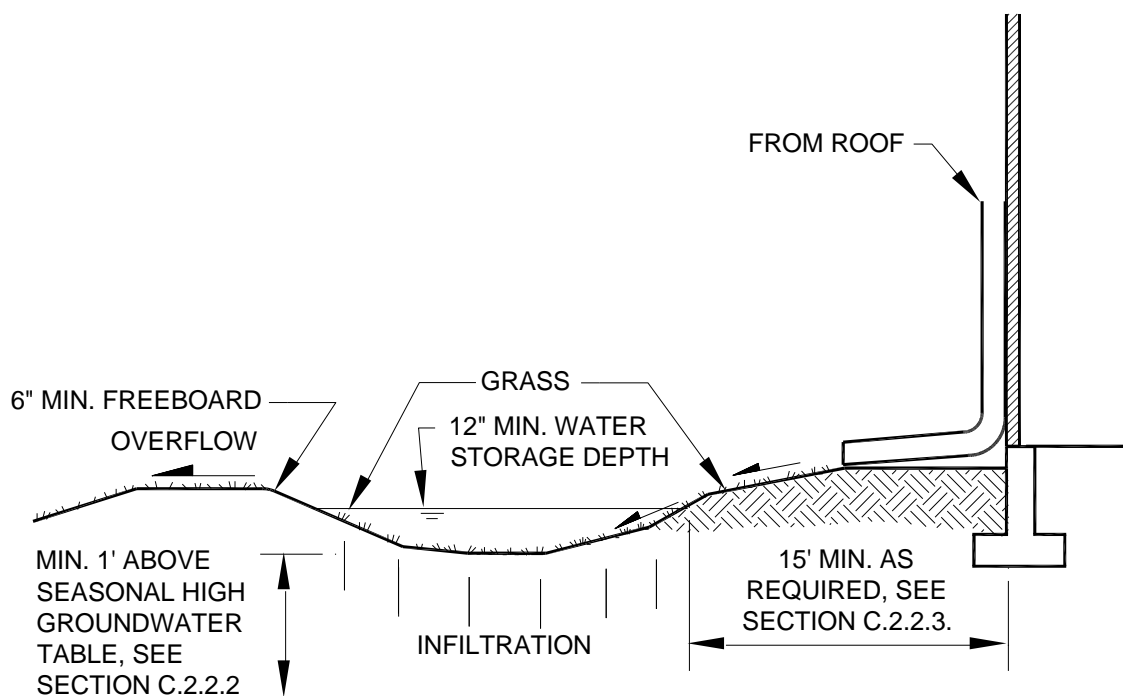 FROM ROOF
GRASS
6" MIN. FREEBOARD
OVERFLOW
12" MIN. WATER
STORAGE DEPTH
MIN. 1' ABOVE
SEASONAL HIGH
GROUNDWATER
TABLE, SEE
SECTION C.2.2.2
INFILTRATION
15' MIN. AS
REQUIRED, SEE
SECTION C.2.2.3.